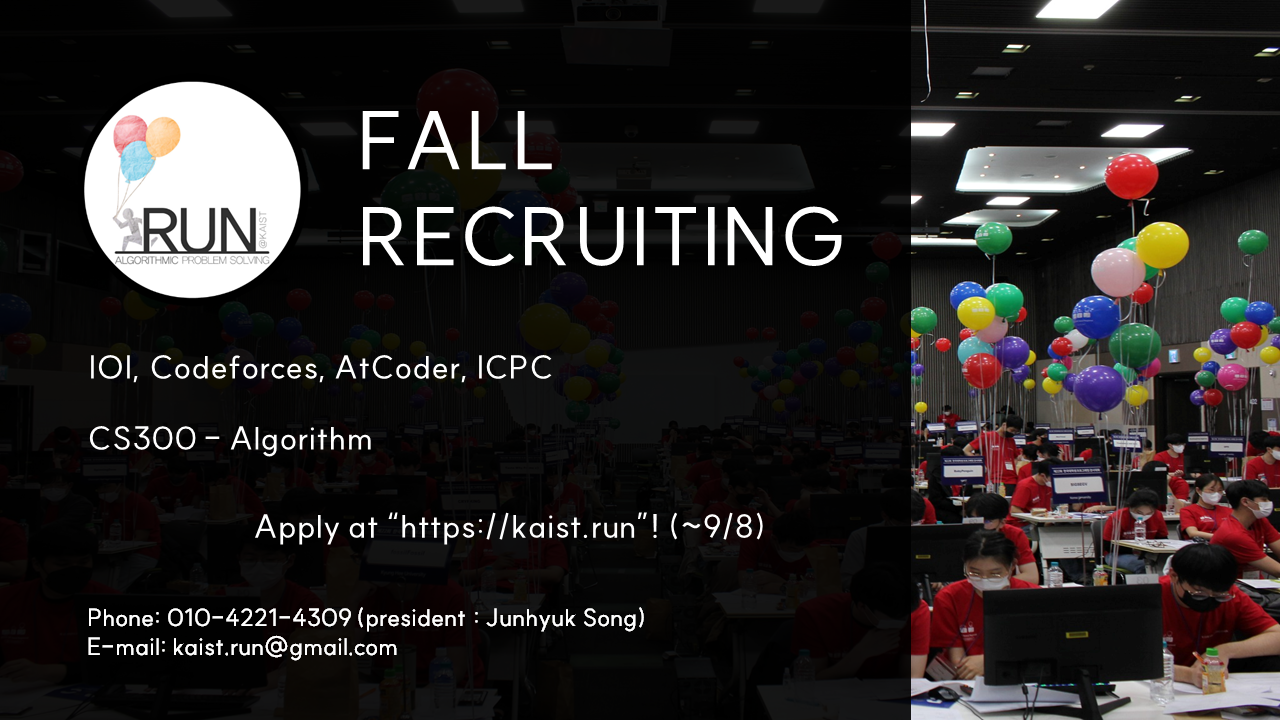 FALL
RECRUITING
RUN
@KAIST
ALGORITHMIC PROBLEM SOLVING
IOI, Codeforces, AtCoder, ICPC
CS300 - Algorithm
Apply at “https://kaist.run”! (~9/8)
Phone: 010-4221-4309 (president : Junhyuk Song)
E-mail: kaist.run@gmail.com